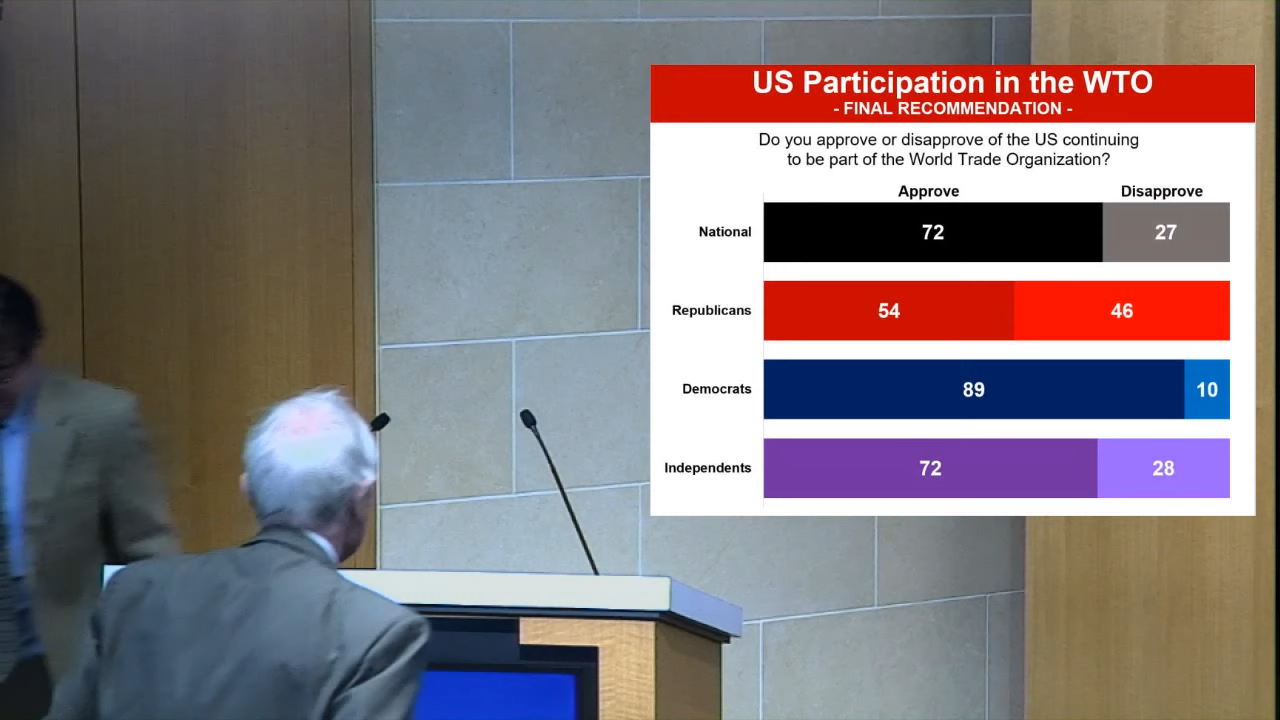 US Participation in the WTO
- FINAL RECOMMENDATION -
Do you approve or disapprove of the US continuing
to be part of the World Trade Organization?
Approve Disapprove
National 72 27
Republicans 54 46
Democrats 89 10
Independents 72 28